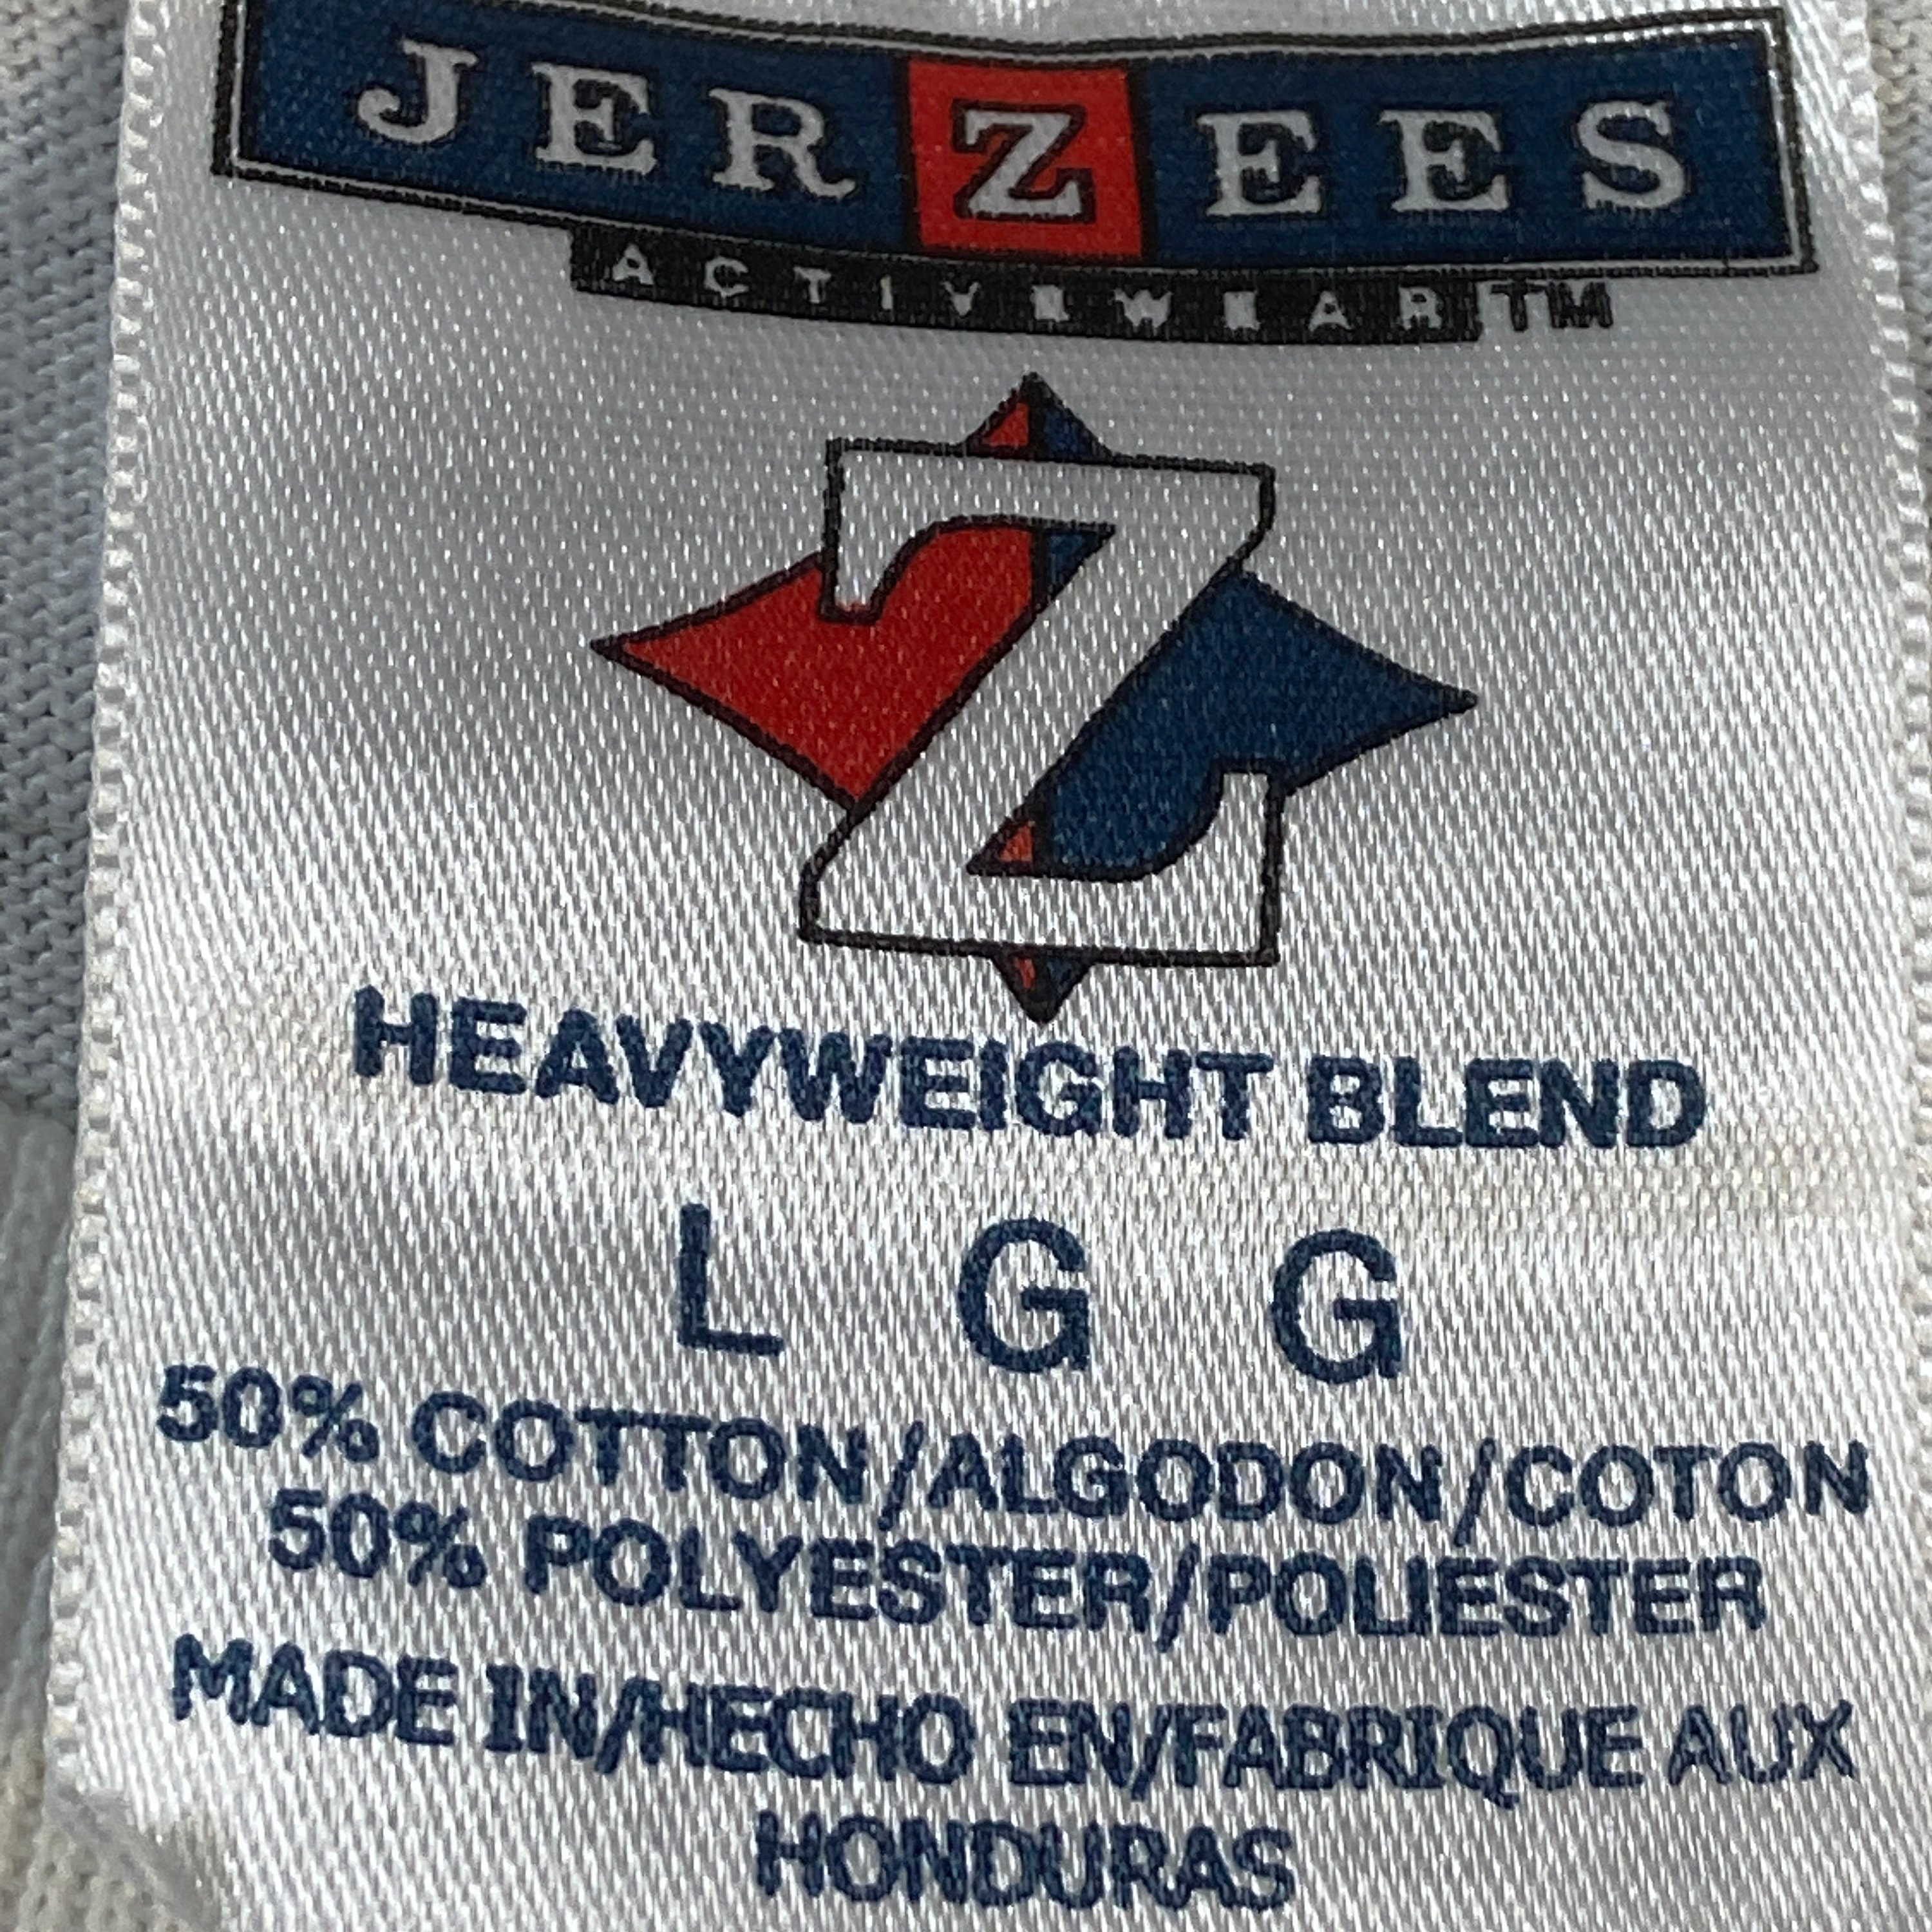 JERZEES
ACTIVEWEAR™
Z
HEAVYWEIGHT BLEND
L G G
50% COTTON/ALGODON/COTON
50% POLYESTER/POLIESTER
MADE IN/HECHO EN/FABRIQUE AUX
HONDURAS